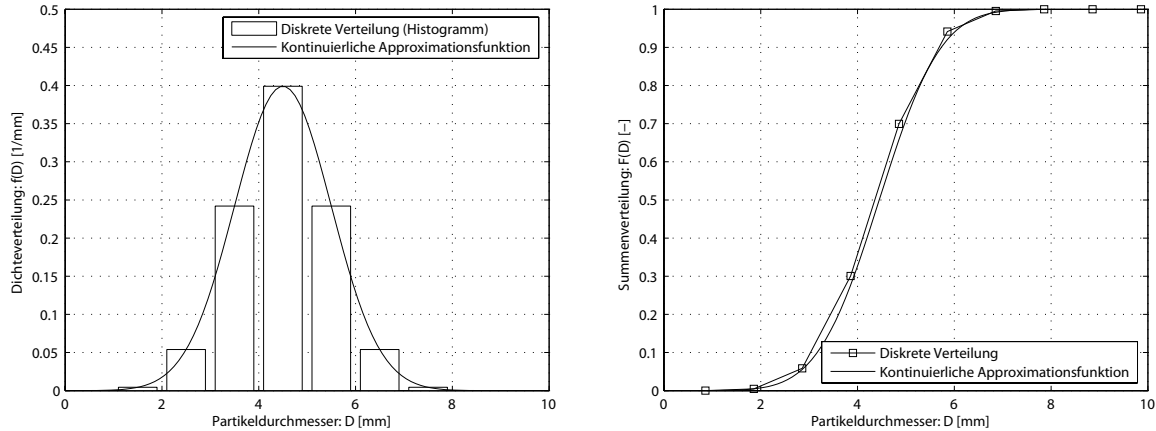 0.5
0.45
0.4
0.35
0.3
0.25
0.2
0.15
0.1
0.05
0
0 2 4 6 8 10
Dichteverteilung: f(D) [1/mm]
Partikeldurchmesser: D [mm]
Diskrete Verteilung (Histogramm)
Kontinuierliche Approximationsfunktion
1
0.9
0.8
0.7
0.6
0.5
0.4
0.3
0.2
0.1
0
0 2 4 6 8 10
Summenverteilung: F(D) [−]
Partikeldurchmesser: D [mm]
Diskrete Verteilung
Kontinuierliche Approximationsfunktion